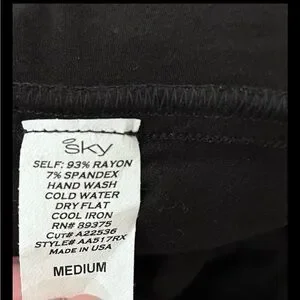 sky
SELF: 93% RAYON
7% SPANDEX
HAND WASH
COLD WATER
DRY FLAT
COOL IRON
RN# 89375
CUT# A22536
STYLE# AA517RX
MADE IN USA
MEDIUM